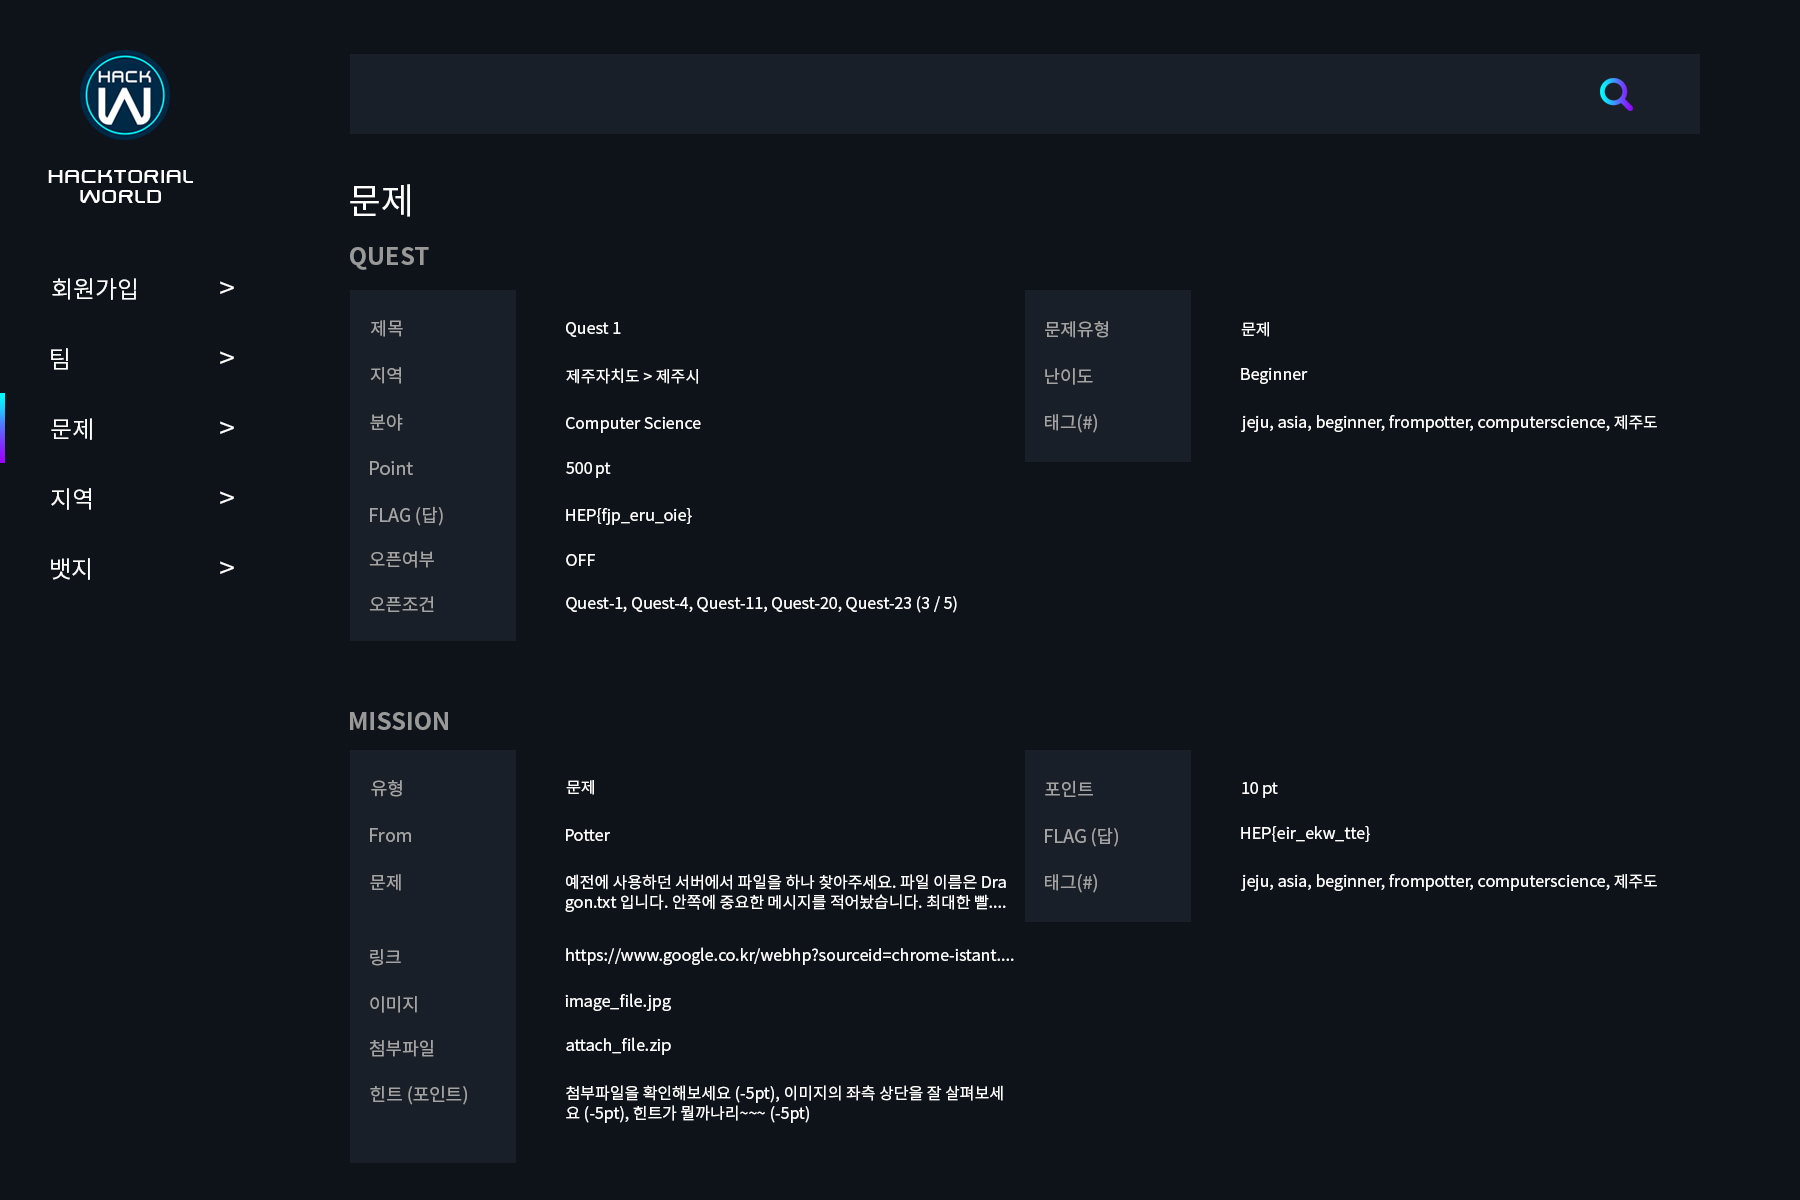 HACK
W
HACKTORIAL
WORLD
회원가입 >
팀 >
문제 >
지역 >
뱃지 >
문제
QUEST
제목 Quest 1
지역 제주자치도 > 제주시
분야 Computer Science
Point 500 pt
FLAG (답) HEP{fjp_eru_oie}
오픈여부 OFF
오픈조건 Quest-1, Quest-4, Quest-11, Quest-20, Quest-23 (3 / 5)
문제유형 문제
난이도 Beginner
태그(#) jeju, asia, beginner, frompotter, computerscience, 제주도
MISSION
유형 문제
From Potter
문제 예전에 사용하던 서버에서 파일을 하나 찾아주세요. 파일 이름은 Dra
gon.txt 입니다. 안쪽에 중요한 메시지를 적어놨습니다. 최대한 빨....
링크 https://www.google.co.kr/webhp?sourceid=chrome-istant....
이미지 image_file.jpg
첨부파일 attach_file.zip
힌트 (포인트) 첨부파일을 확인해보세요 (-5pt), 이미지의 좌측 상단을 잘 살펴보세
요 (-5pt), 힌트가 뭘까나리~~~ (-5pt)
포인트 10 pt
FLAG (답) HEP{eir_ekw_tte}
태그(#) jeju, asia, beginner, frompotter, computerscience, 제주도